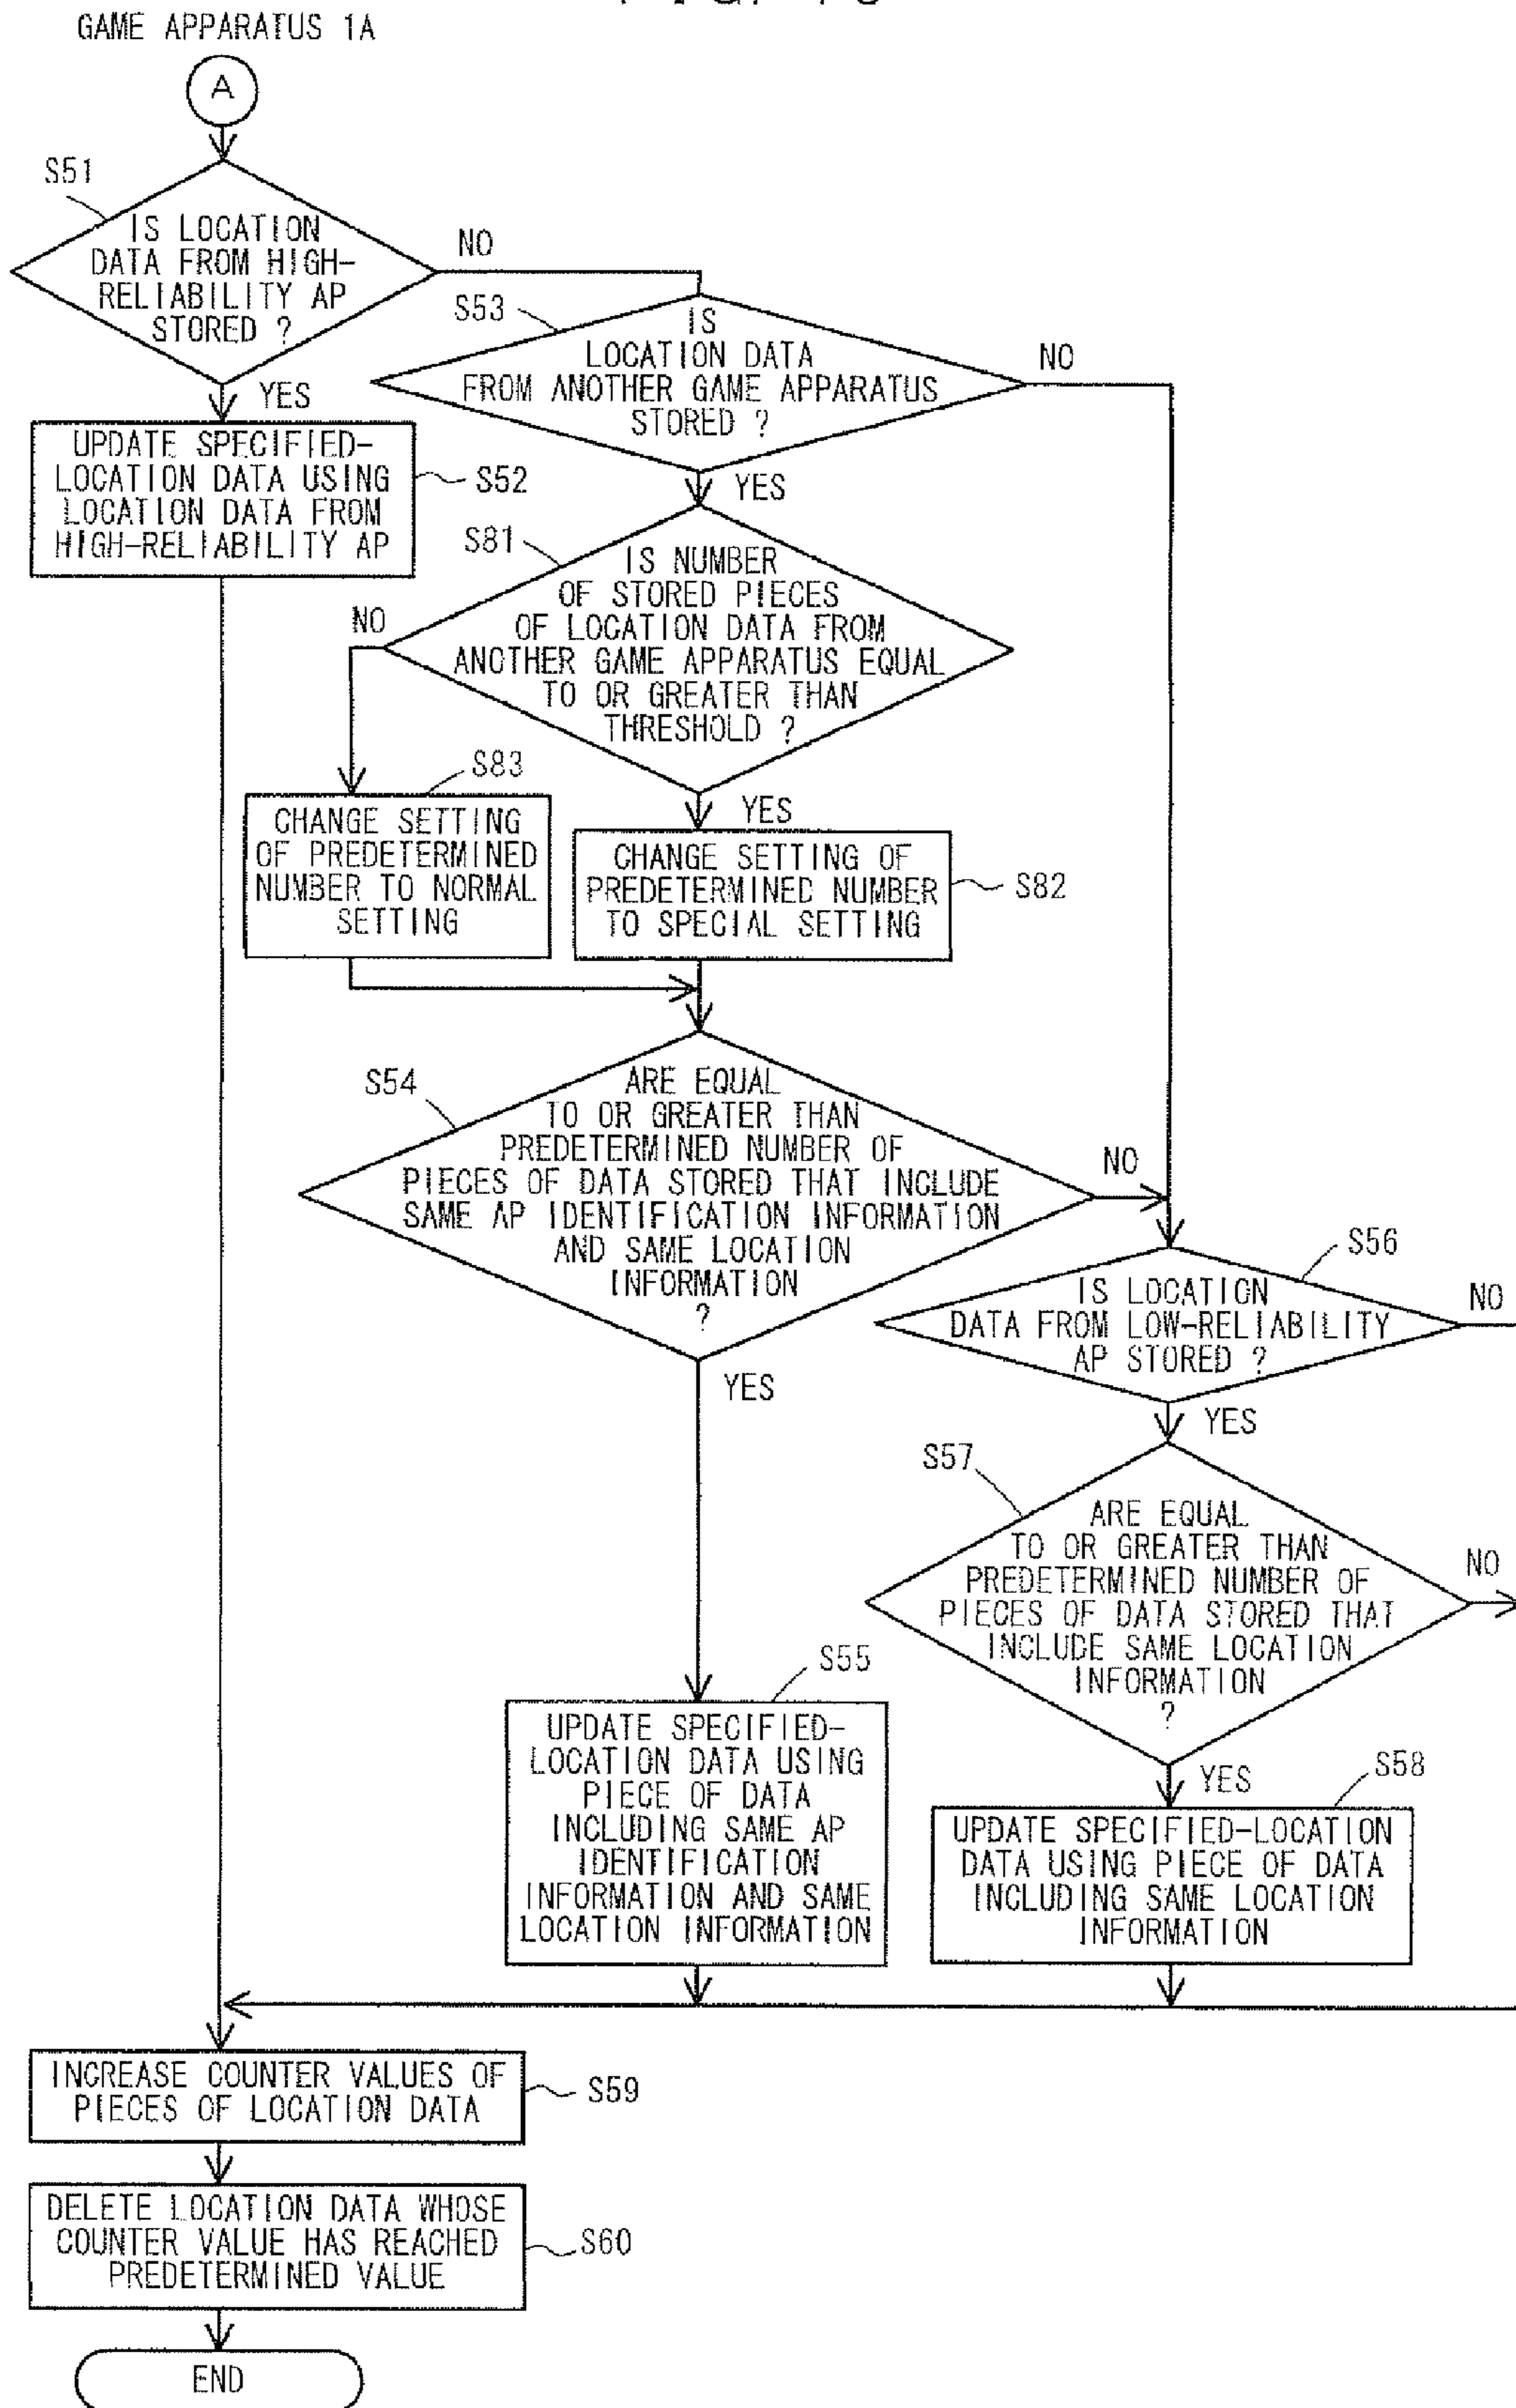 GAME APPARATUS 1A
A
S51
IS LOCATION
DATA FROM HIGH-
RELIABILITY AP
STORED ?
NO
YES
UPDATE SPECIFIED-
LOCATION DATA USING
LOCATION DATA FROM
HIGH-RELIABILITY AP
S52
S53
IS
LOCATION DATA
FROM ANOTHER GAME APPARATUS
STORED ?
NO
YES
S81
IS NUMBER
OF STORED PIECES
OF LOCATION DATA FROM
ANOTHER GAME APPARATUS EQUAL
TO OR GREATER THAN
THRESHOLD ?
NO
YES
S83
CHANGE SETTING
OF PREDETERMINED
NUMBER TO NORMAL
SETTING
CHANGE SETTING OF
PREDETERMINED NUMBER
TO SPECIAL SETTING
S82
S54
ARE EQUAL
TO OR GREATER THAN
PREDETERMINED NUMBER OF
PIECES OF DATA STORED THAT INCLUDE
SAME AP IDENTIFICATION INFORMATION
AND SAME LOCATION
INFORMATION
?
NO
YES
S56
IS LOCATION
DATA FROM LOW-RELIABILITY
AP STORED ?
NO
YES
S57
ARE EQUAL
TO OR GREATER THAN
PREDETERMINED NUMBER OF
PIECES OF DATA STORED THAT
INCLUDE SAME LOCATION
INFORMATION
?
NO
YES
S55
UPDATE SPECIFIED-
LOCATION DATA USING
PIECE OF DATA
INCLUDING SAME AP
IDENTIFICATION
INFORMATION AND SAME
LOCATION INFORMATION
S58
UPDATE SPECIFIED-LOCATION
DATA USING PIECE OF DATA
INCLUDING SAME LOCATION
INFORMATION
INCREASE COUNTER VALUES OF
PIECES OF LOCATION DATA
S59
DELETE LOCATION DATA WHOSE
COUNTER VALUE HAS REACHED
PREDETERMINED VALUE
S60
END